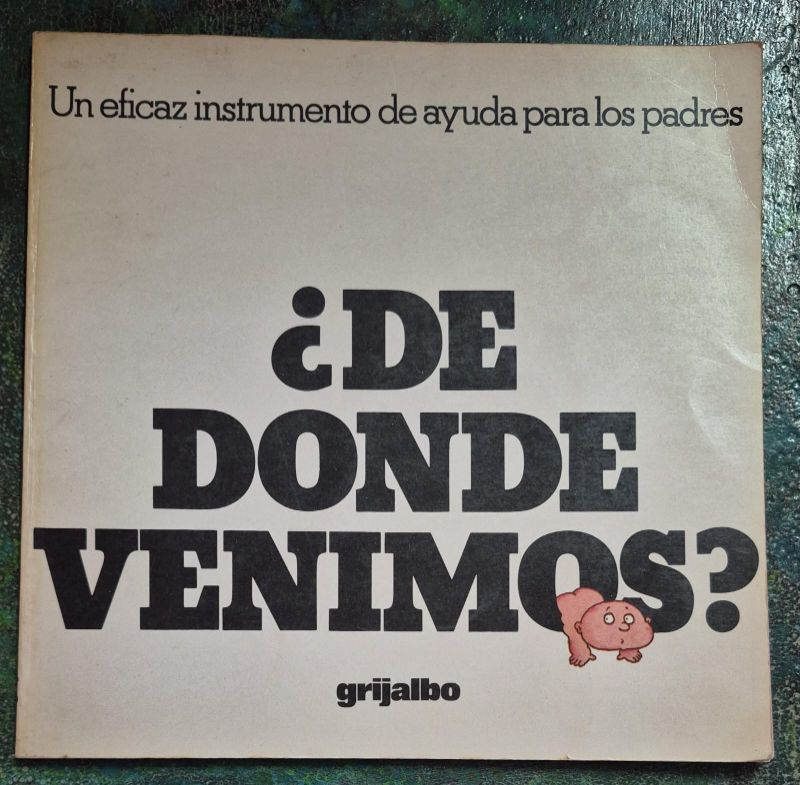 Un eficaz instrumento de ayuda para los padres
¿DE
DONDE
VENIMOS?
grijalbo